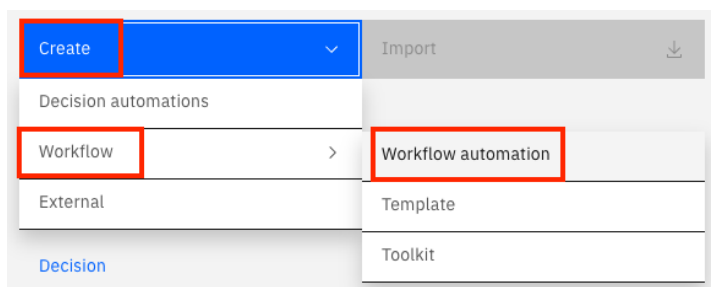 Create
Import
Decision automations
Workflow
Workflow automation
External
Template
Toolkit
Decision